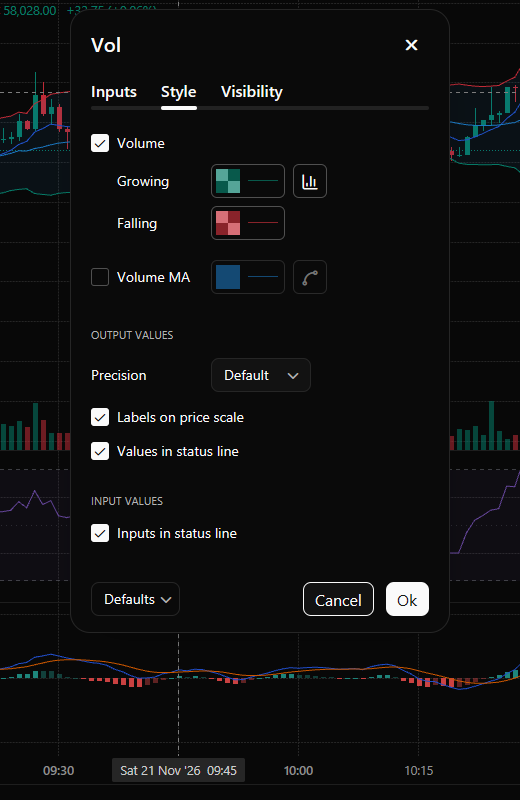 58,028.00 +33.75 (+0.06%)
Vol
Inputs Style Visibility
Volume
Growing
Falling
Volume MA
OUTPUT VALUES
Precision Default
Labels on price scale
Values in status line
INPUT VALUES
Inputs in status line
Defaults Cancel Ok
09:30 Sat 21 Nov '26 09:45 10:00 10:15